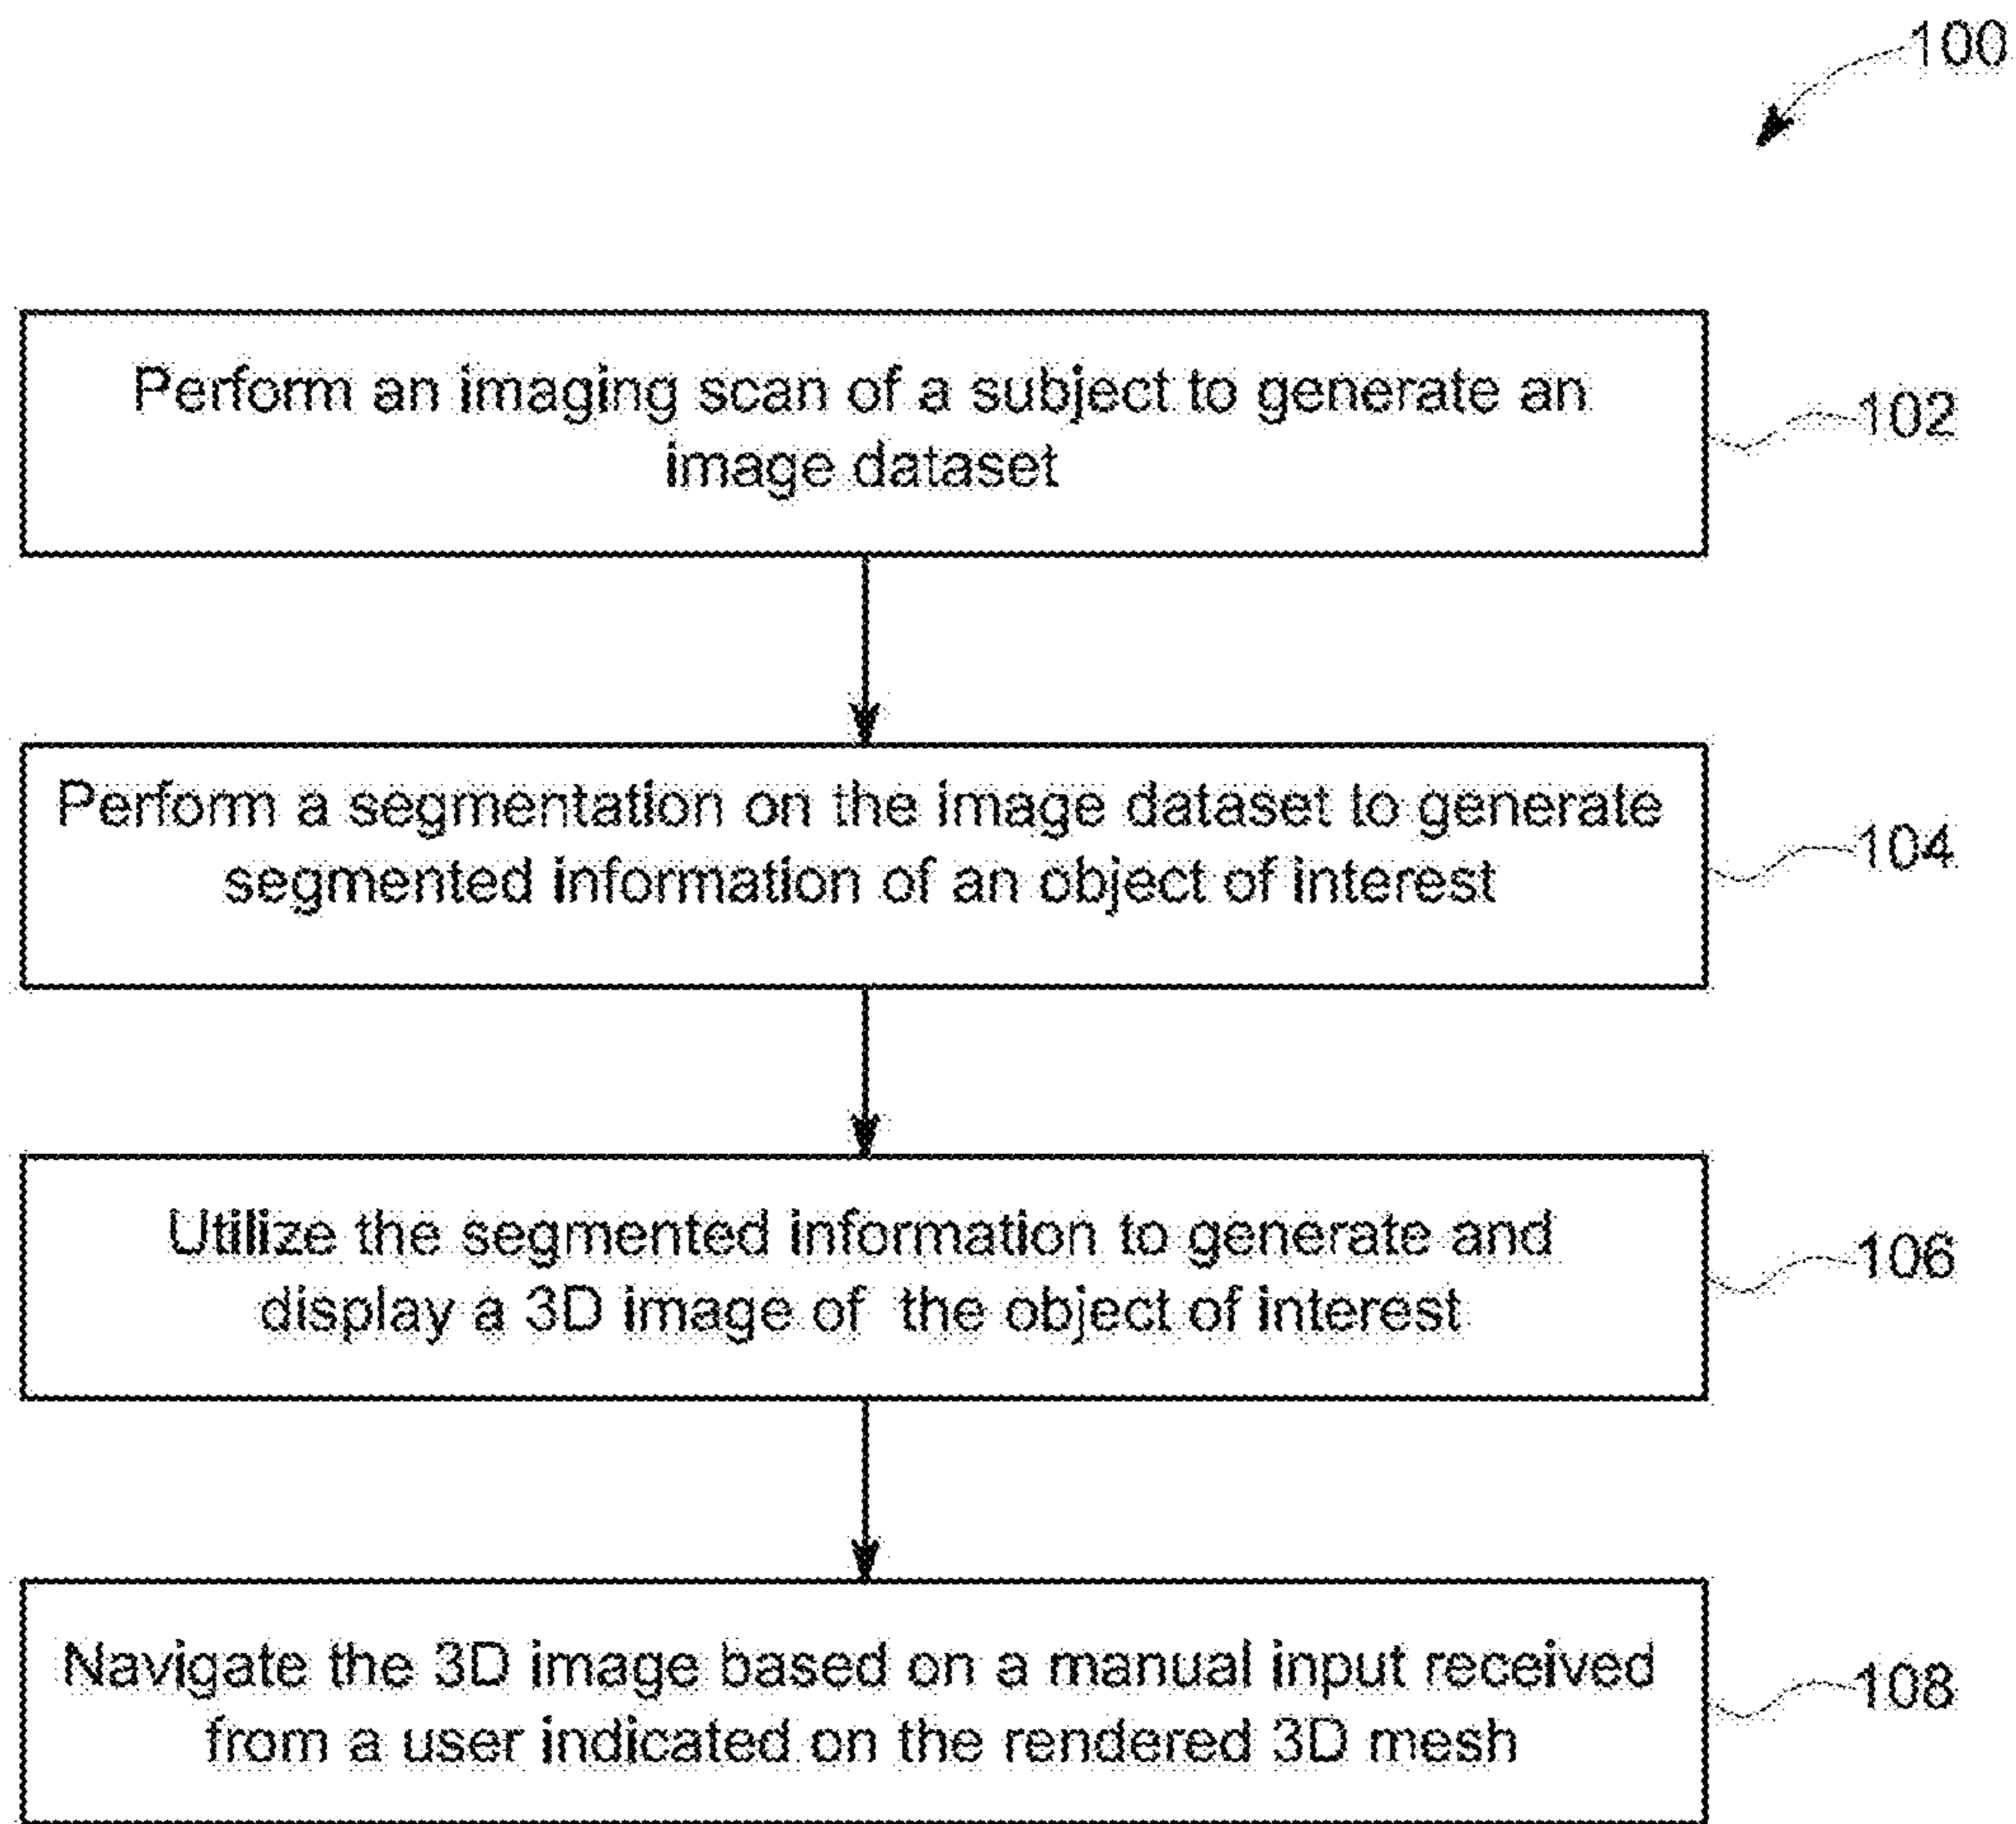 100
Perform an imaging scan of a subject to generate an
image dataset
102
Perform a segmentation on the image dataset to generate
segmented information of an object of interest
104
Utilize the segmented information to generate and
display a 3D image of the object of interest
106
Navigate the 3D image based on a manual input received
from a user indicated on the rendered 3D mesh
108